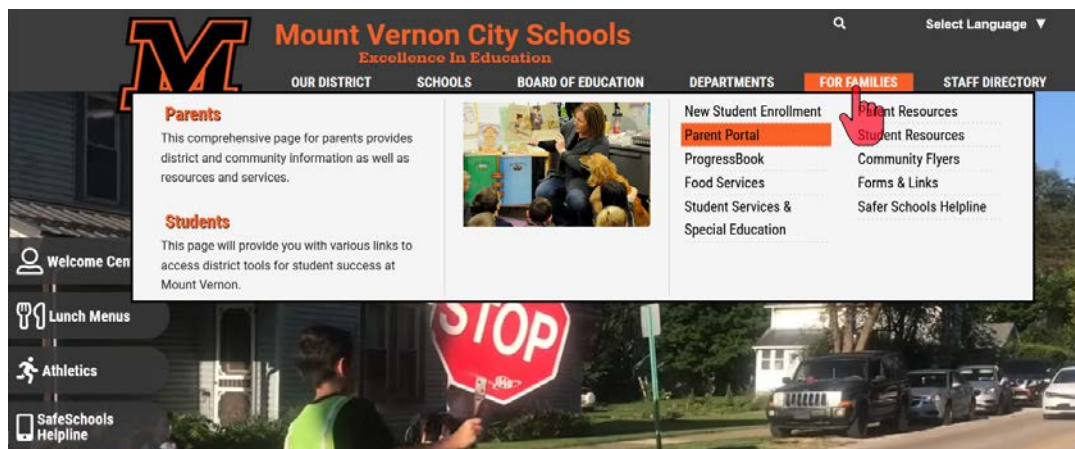 M
Mount Vernon City Schools
Excellence In Education
Select Language ▼
OUR DISTRICT
SCHOOLS
BOARD OF EDUCATION
DEPARTMENTS
FOR FAMILIES
STAFF DIRECTORY
Parents
This comprehensive page for parents provides
district and community information as well as
resources and services.
Students
This page will provide you with various links to
access district tools for student success at
Mount Vernon.
New Student Enrollment
Parent Portal
ProgressBook
Food Services
Student Services &
Special Education
Parent Resources
Student Resources
Community Flyers
Forms & Links
Safer Schools Helpline
Welcome Cen
Lunch Menus
Athletics
SafeSchools
Helpline
STOP